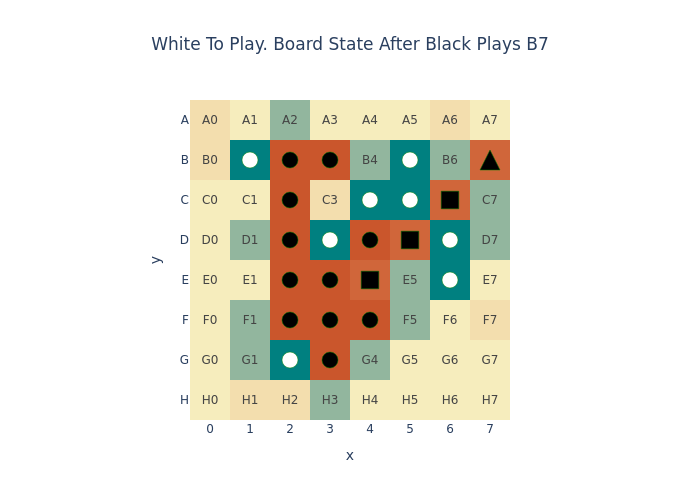 White To Play. Board State After Black Plays B7
A A0 A1 A2 A3 A4 A5 A6 A7
B B0 B4 B6
C C0 C1 C3 C7
D D0 D1 D7
E E0 E1 E5 E7
F F0 F1 F5 F6 F7
G G0 G1 G4 G5 G6 G7
H H0 H1 H2 H3 H4 H5 H6 H7
0 1 2 3 4 5 6 7
x
y